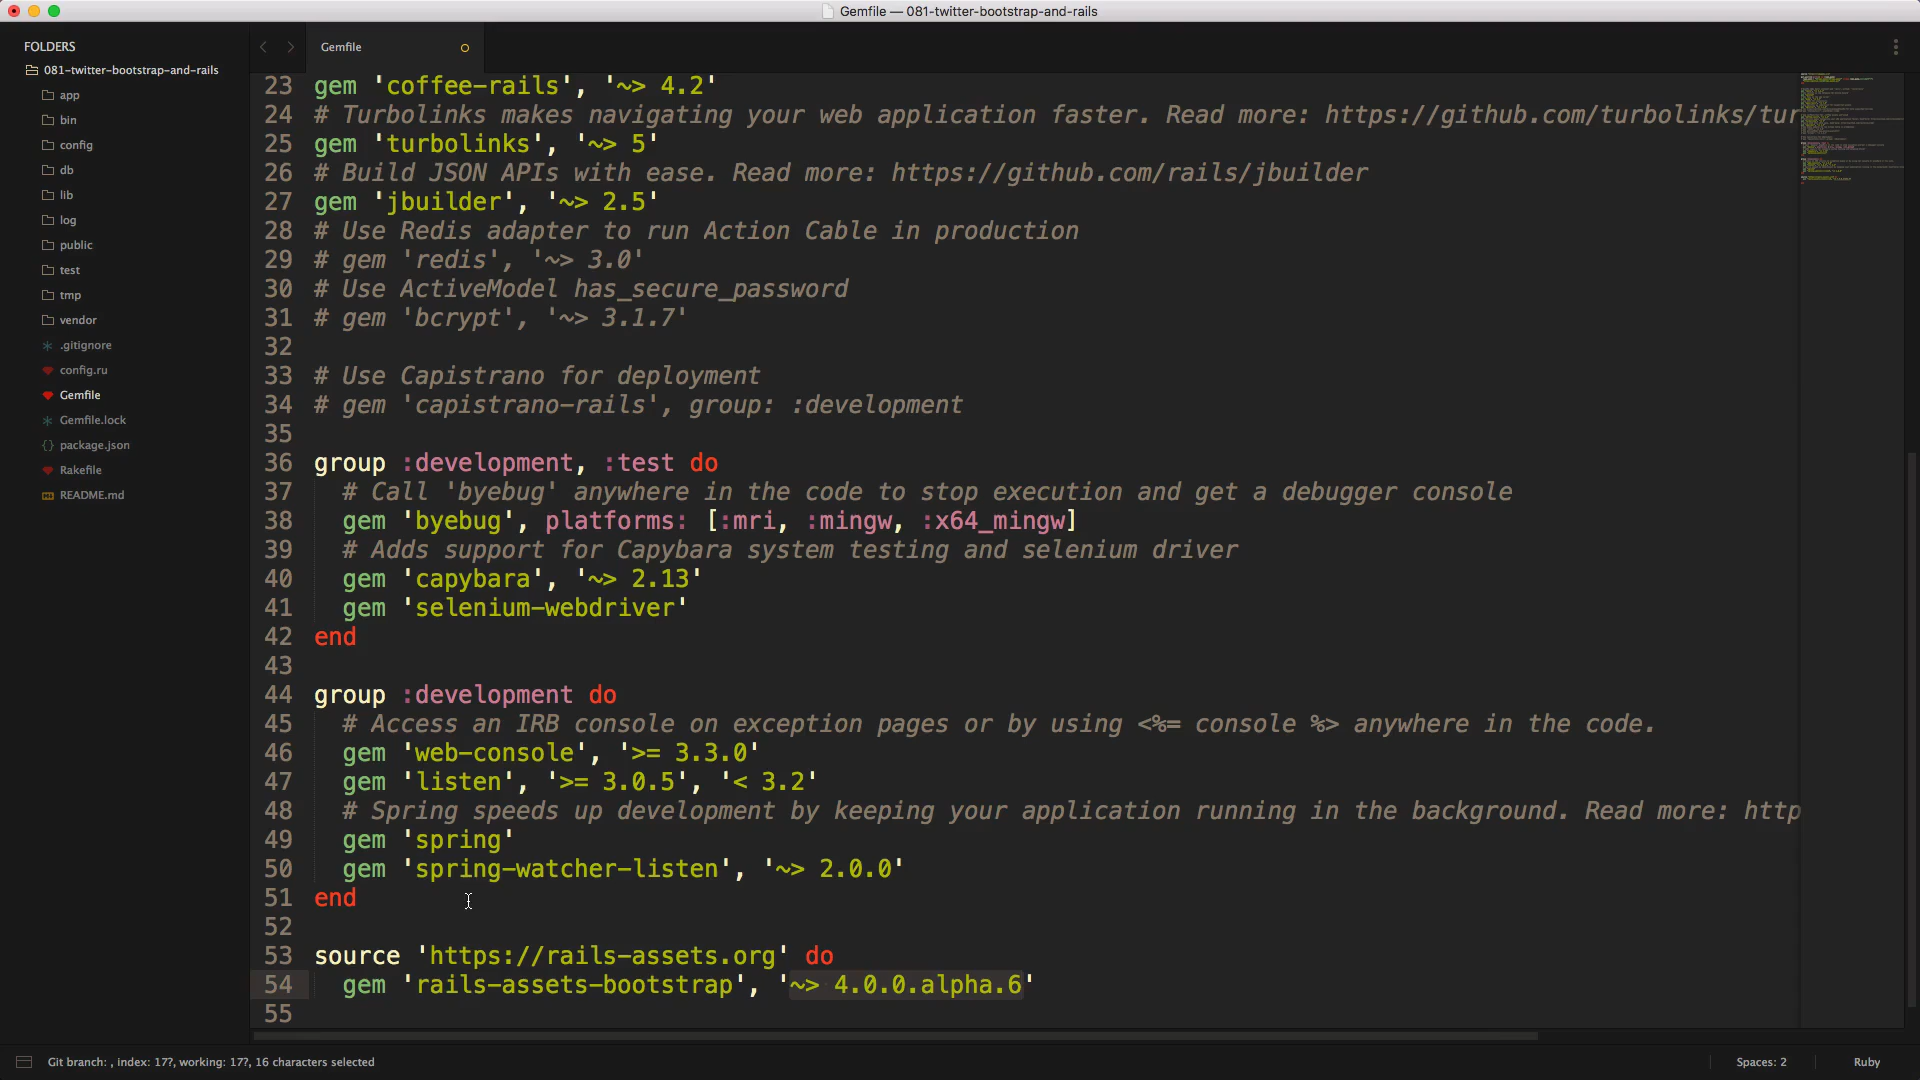 Gemfile — 081-twitter-bootstrap-and-rails
FOLDERS
081-twitter-bootstrap-and-rails
app
bin
config
db
lib
log
public
test
tmp
vendor
.gitignore
config.ru
Gemfile
Gemfile.lock
package.json
Rakefile
README.md
Gemfile
23 gem 'coffee-rails', '~> 4.2'
24 # Turbolinks makes navigating your web application faster. Read more: https://github.com/turbolinks/tur
25 gem 'turbolinks', '~> 5'
26 # Build JSON APIs with ease. Read more: https://github.com/rails/jbuilder
27 gem 'jbuilder', '~> 2.5'
28 # Use Redis adapter to run Action Cable in production
29 # gem 'redis', '~> 3.0'
30 # Use ActiveModel has_secure_password
31 # gem 'bcrypt', '~> 3.1.7'
32
33 # Use Capistrano for deployment
34 # gem 'capistrano-rails', group: :development
35
36 group :development, :test do
37 # Call 'byebug' anywhere in the code to stop execution and get a debugger console
38 gem 'byebug', platforms: [:mri, :mingw, :x64_mingw]
39 # Adds support for Capybara system testing and selenium driver
40 gem 'capybara', '~> 2.13'
41 gem 'selenium-webdriver'
42 end
43
44 group :development do
45 # Access an IRB console on exception pages or by using <%= console %> anywhere in the code.
46 gem 'web-console', '>= 3.3.0'
47 gem 'listen', '>= 3.0.5', '< 3.2'
48 # Spring speeds up development by keeping your application running in the background. Read more: http
49 gem 'spring'
50 gem 'spring-watcher-listen', '~> 2.0.0'
51 end
52
53 source 'https://rails-assets.org' do
54 gem 'rails-assets-bootstrap', '~> 4.0.0.alpha.6'
55
Git branch: , index: 17?, working: 17?, 16 characters selected
Spaces: 2
Ruby